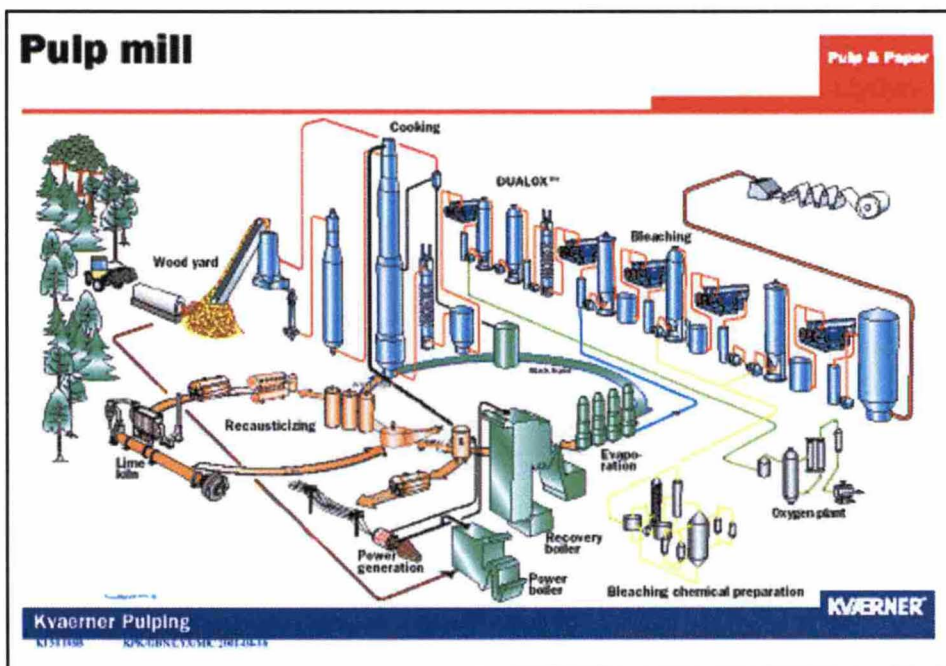 Pulp mill
Pulp & Paper
Cooking
DUALOX™
Bleaching
Wood yard
Black liquor
Recausticizing
Lime
kiln
Evapo-
ration
Oxygen plant
Recovery
boiler
Power
generation
Power
boiler
Bleaching chemical preparation
KVÆRNER
Kvaerner Pulping